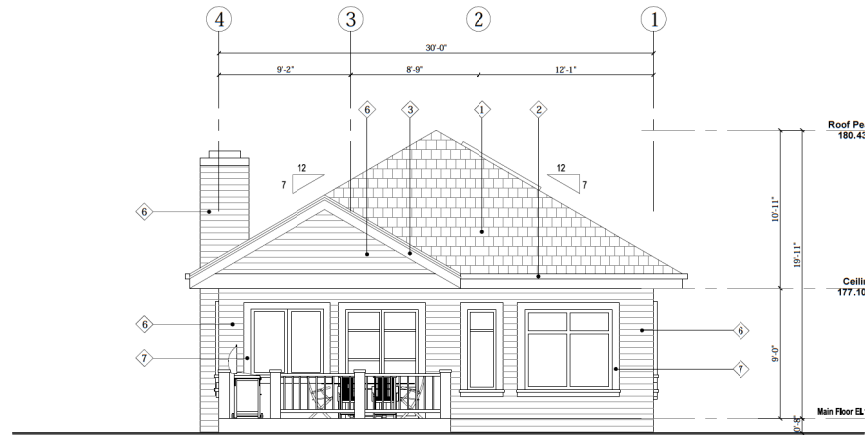 4 3 2 1
30'-0"
9'-2" 8'-9" 12'-1"
6 3 1 2
Roof Pe
180.43
12 12
7 7
6
10'-11"
19'-11"
Ceilin
177.10
6 6
7 7
9'-0"
Main Floor EL
0'-8"